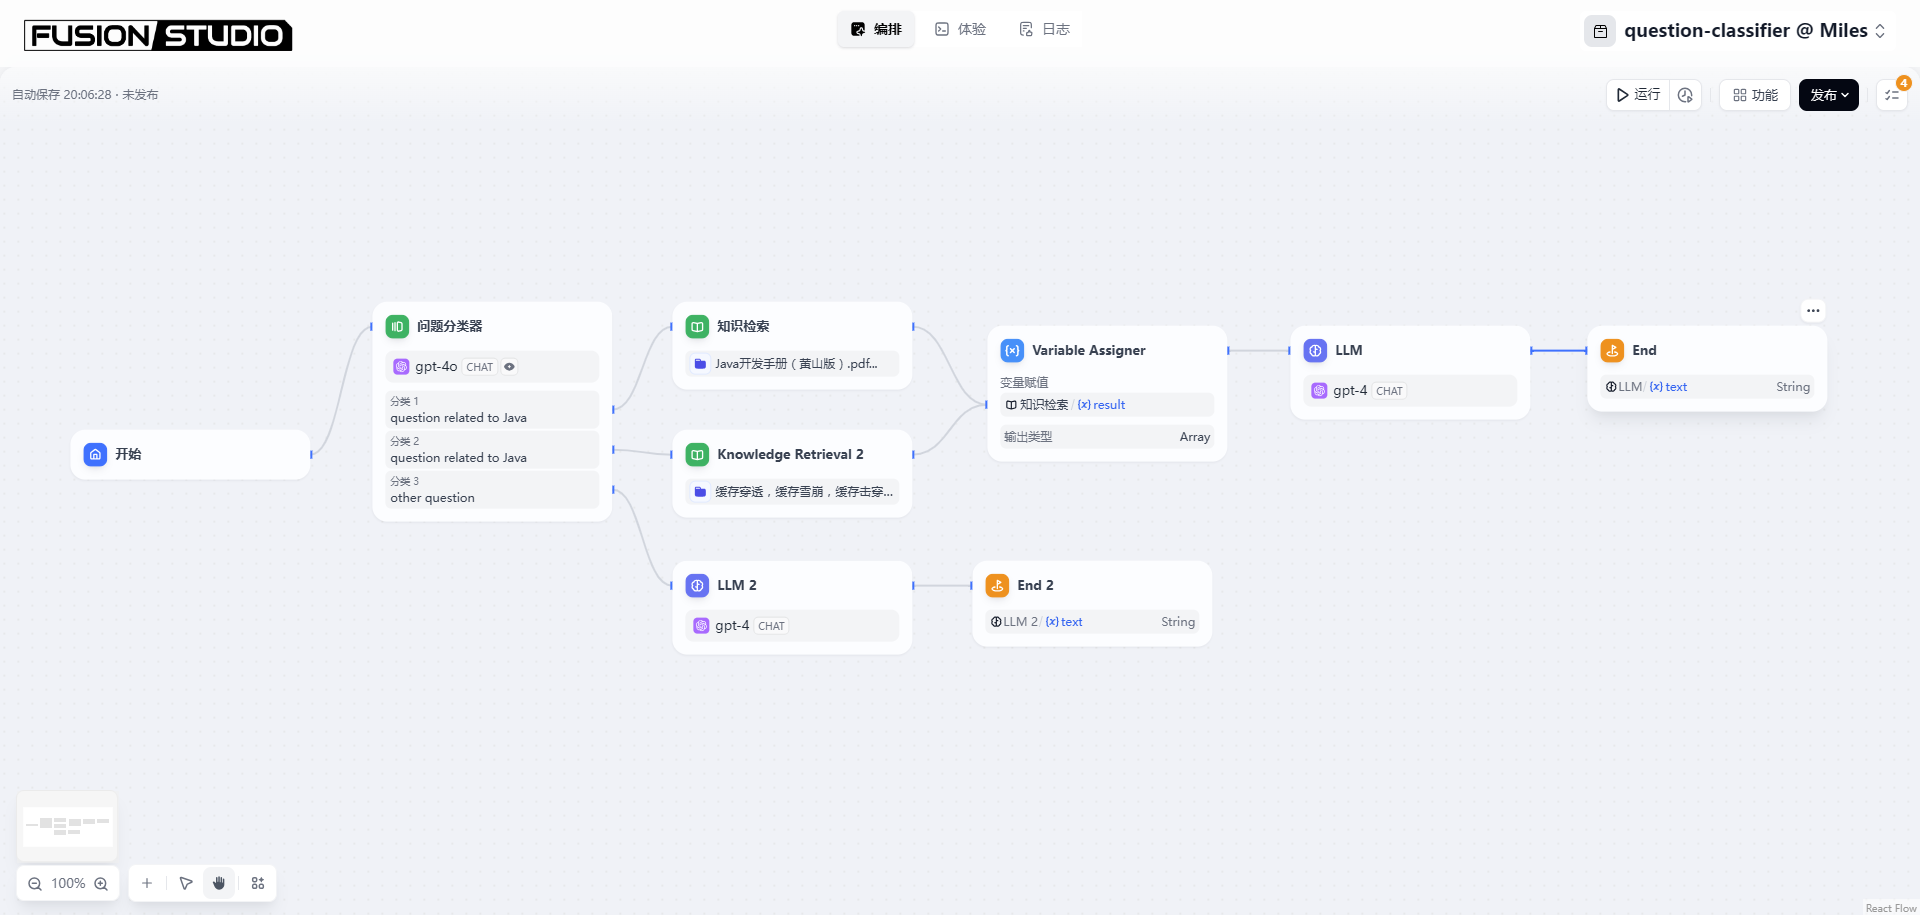 FUSION STUDIO
编排
体验
日志
question-classifier @ Miles
自动保存 20:06:28 · 未发布
运行
功能
发布
4
开始
问题分类器
gpt-4o CHAT
分类 1
question related to Java
分类 2
question related to Java
分类 3
other question
知识检索
Java开发手册（黄山版）.pdf...
Knowledge Retrieval 2
缓存穿透，缓存雪崩，缓存击穿...
LLM 2
gpt-4 CHAT
Variable Assigner
变量赋值
知识检索 / {x} result
输出类型 Array
End 2
LLM 2 / {x} text String
LLM
gpt-4 CHAT
End
LLM / {x} text String
100%
React Flow